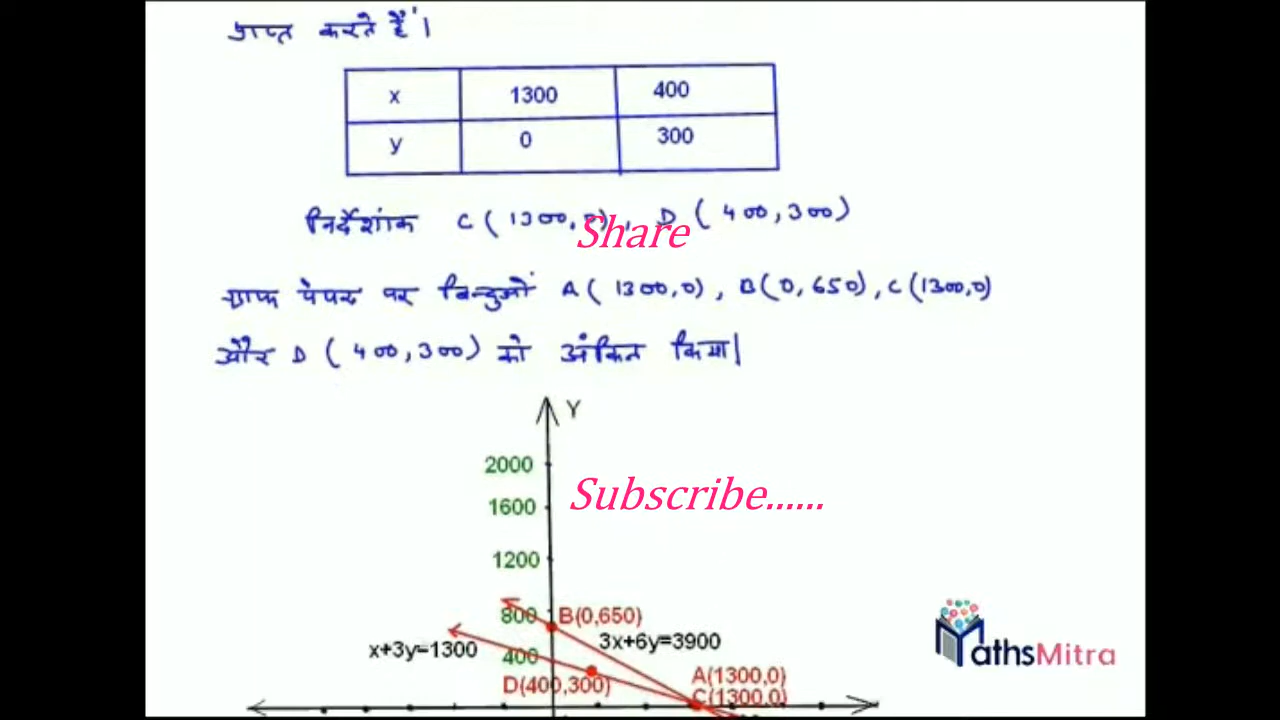 प्राप्त करते हैं।
x 1300 400
y 0 300
निर्देशांक C(1300,0), D(400,300)
Share
ग्राफ पेपर पर बिन्दुओं A(1300,0), B(0,650), C(1300,0)
और D(400,300) को अंकित किया|
Y
2000
Subscribe......
1600
1200
800 B(0,650)
3x+6y=3900
x+3y=1300
400
MathsMitra
A(1300,0)
D(400,300)
C(1300,0)